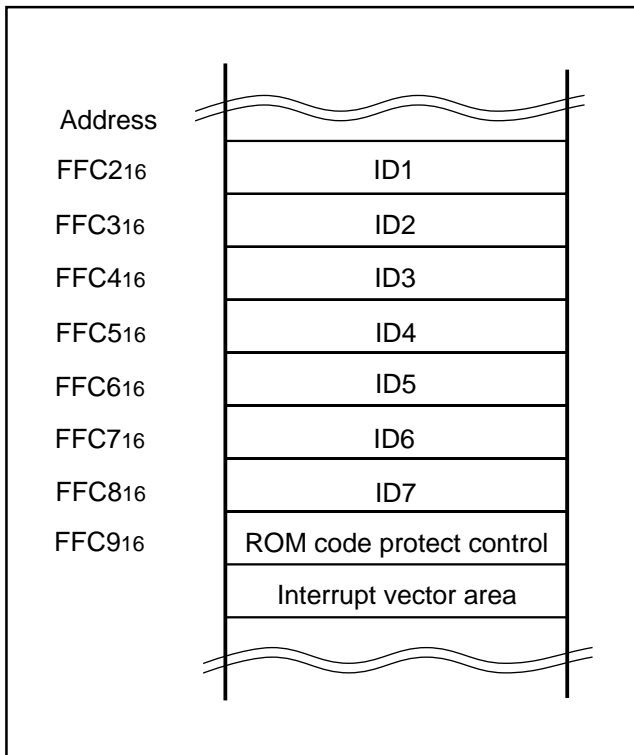 Address
FFC216 ID1
FFC316 ID2
FFC416 ID3
FFC516 ID4
FFC616 ID5
FFC716 ID6
FFC816 ID7
FFC916 ROM code protect control
Interrupt vector area